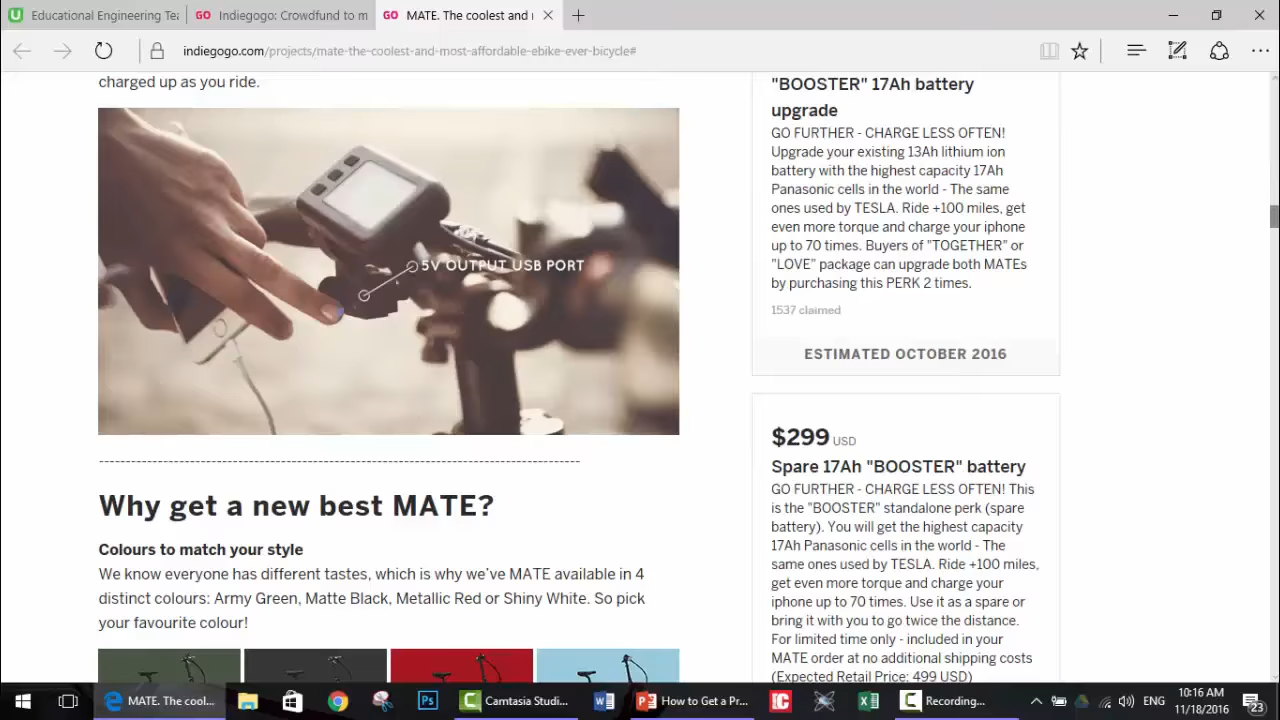 Educational Engineering Te
Indiegogo: Crowdfund to m
MATE. The coolest and
indiegogo.com/projects/mate-the-coolest-and-most-affordable-ebike-ever-bicycle#
charged up as you ride.
5V OUTPUT USB PORT
Why get a new best MATE?
Colours to match your style
We know everyone has different tastes, which is why we've MATE available in 4
distinct colours: Army Green, Matte Black, Metallic Red or Shiny White. So pick
your favourite colour!
"BOOSTER" 17Ah battery
upgrade
GO FURTHER - CHARGE LESS OFTEN!
Upgrade your existing 13Ah lithium ion
battery with the highest capacity 17Ah
Panasonic cells in the world - The same
ones used by TESLA. Ride +100 miles, get
even more torque and charge your iphone
up to 70 times. Buyers of "TOGETHER" or
"LOVE" package can upgrade both MATEs
by purchasing this PERK 2 times.
1537 claimed
ESTIMATED OCTOBER 2016
$299 USD
Spare 17Ah "BOOSTER" battery
GO FURTHER - CHARGE LESS OFTEN! This
is the "BOOSTER" standalone perk (spare
battery). You will get the highest capacity
17Ah Panasonic cells in the world - The
same ones used by TESLA. Ride +100 miles,
get even more torque and charge your
iphone up to 70 times. Use it as a spare or
bring it with you to go twice the distance.
For limited time only - included in your
MATE order at no additional shipping costs
(Expected Retail Price: 499 USD)
MATE. The cool...
Camtasia Studi...
How to Get a Pr...
Recording...
ENG
10:16 AM
11/18/2016
23